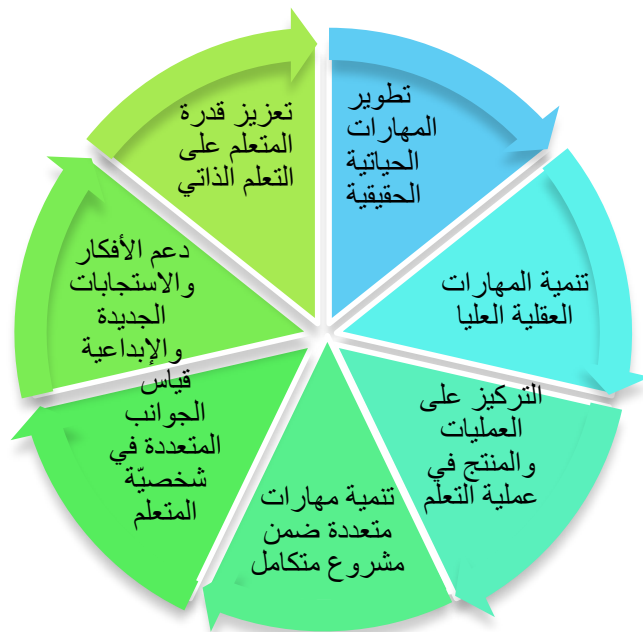 تطوير
المهارات
الحياتية
الحقيقية
تنمية المهارات
العقلية العليا
التركيز على
العمليات
والمنتج في
عملية التعلم
تنمية مهارات
متعددة ضمن
مشروع متكامل
قياس
الجوانب
المتعددة في
شخصيّة
المتعلم
دعم الأفكار
والاستجابات
الجديدة
والإبداعية
تعزيز قدرة
المتعلم على
التعلم الذاتي